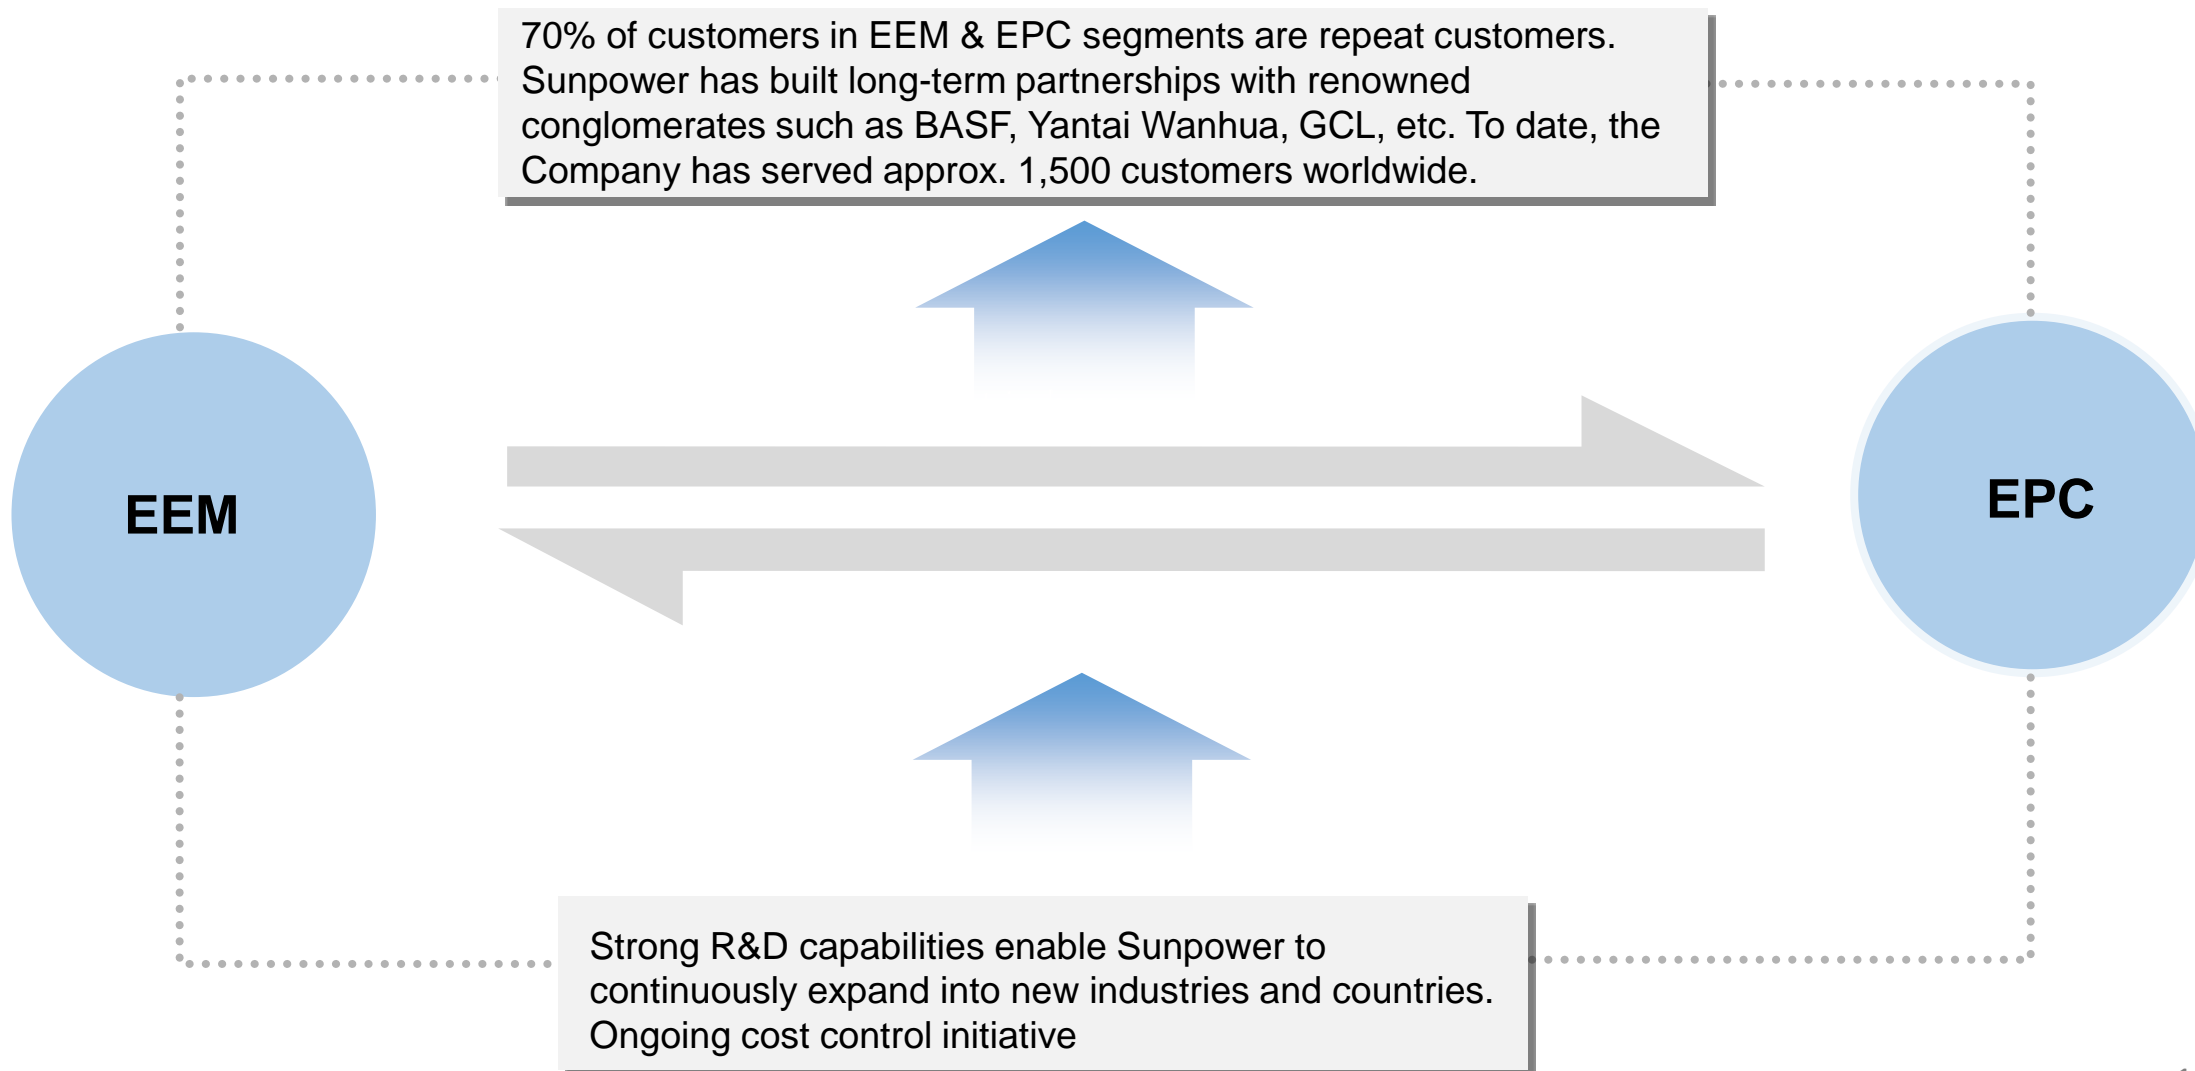 70% of customers in EEM & EPC segments are repeat customers.
Sunpower has built long-term partnerships with renowned
conglomerates such as BASF, Yantai Wanhua, GCL, etc. To date, the
Company has served approx. 1,500 customers worldwide.
EEM
EPC
Strong R&D capabilities enable Sunpower to
continuously expand into new industries and countries.
Ongoing cost control initiative